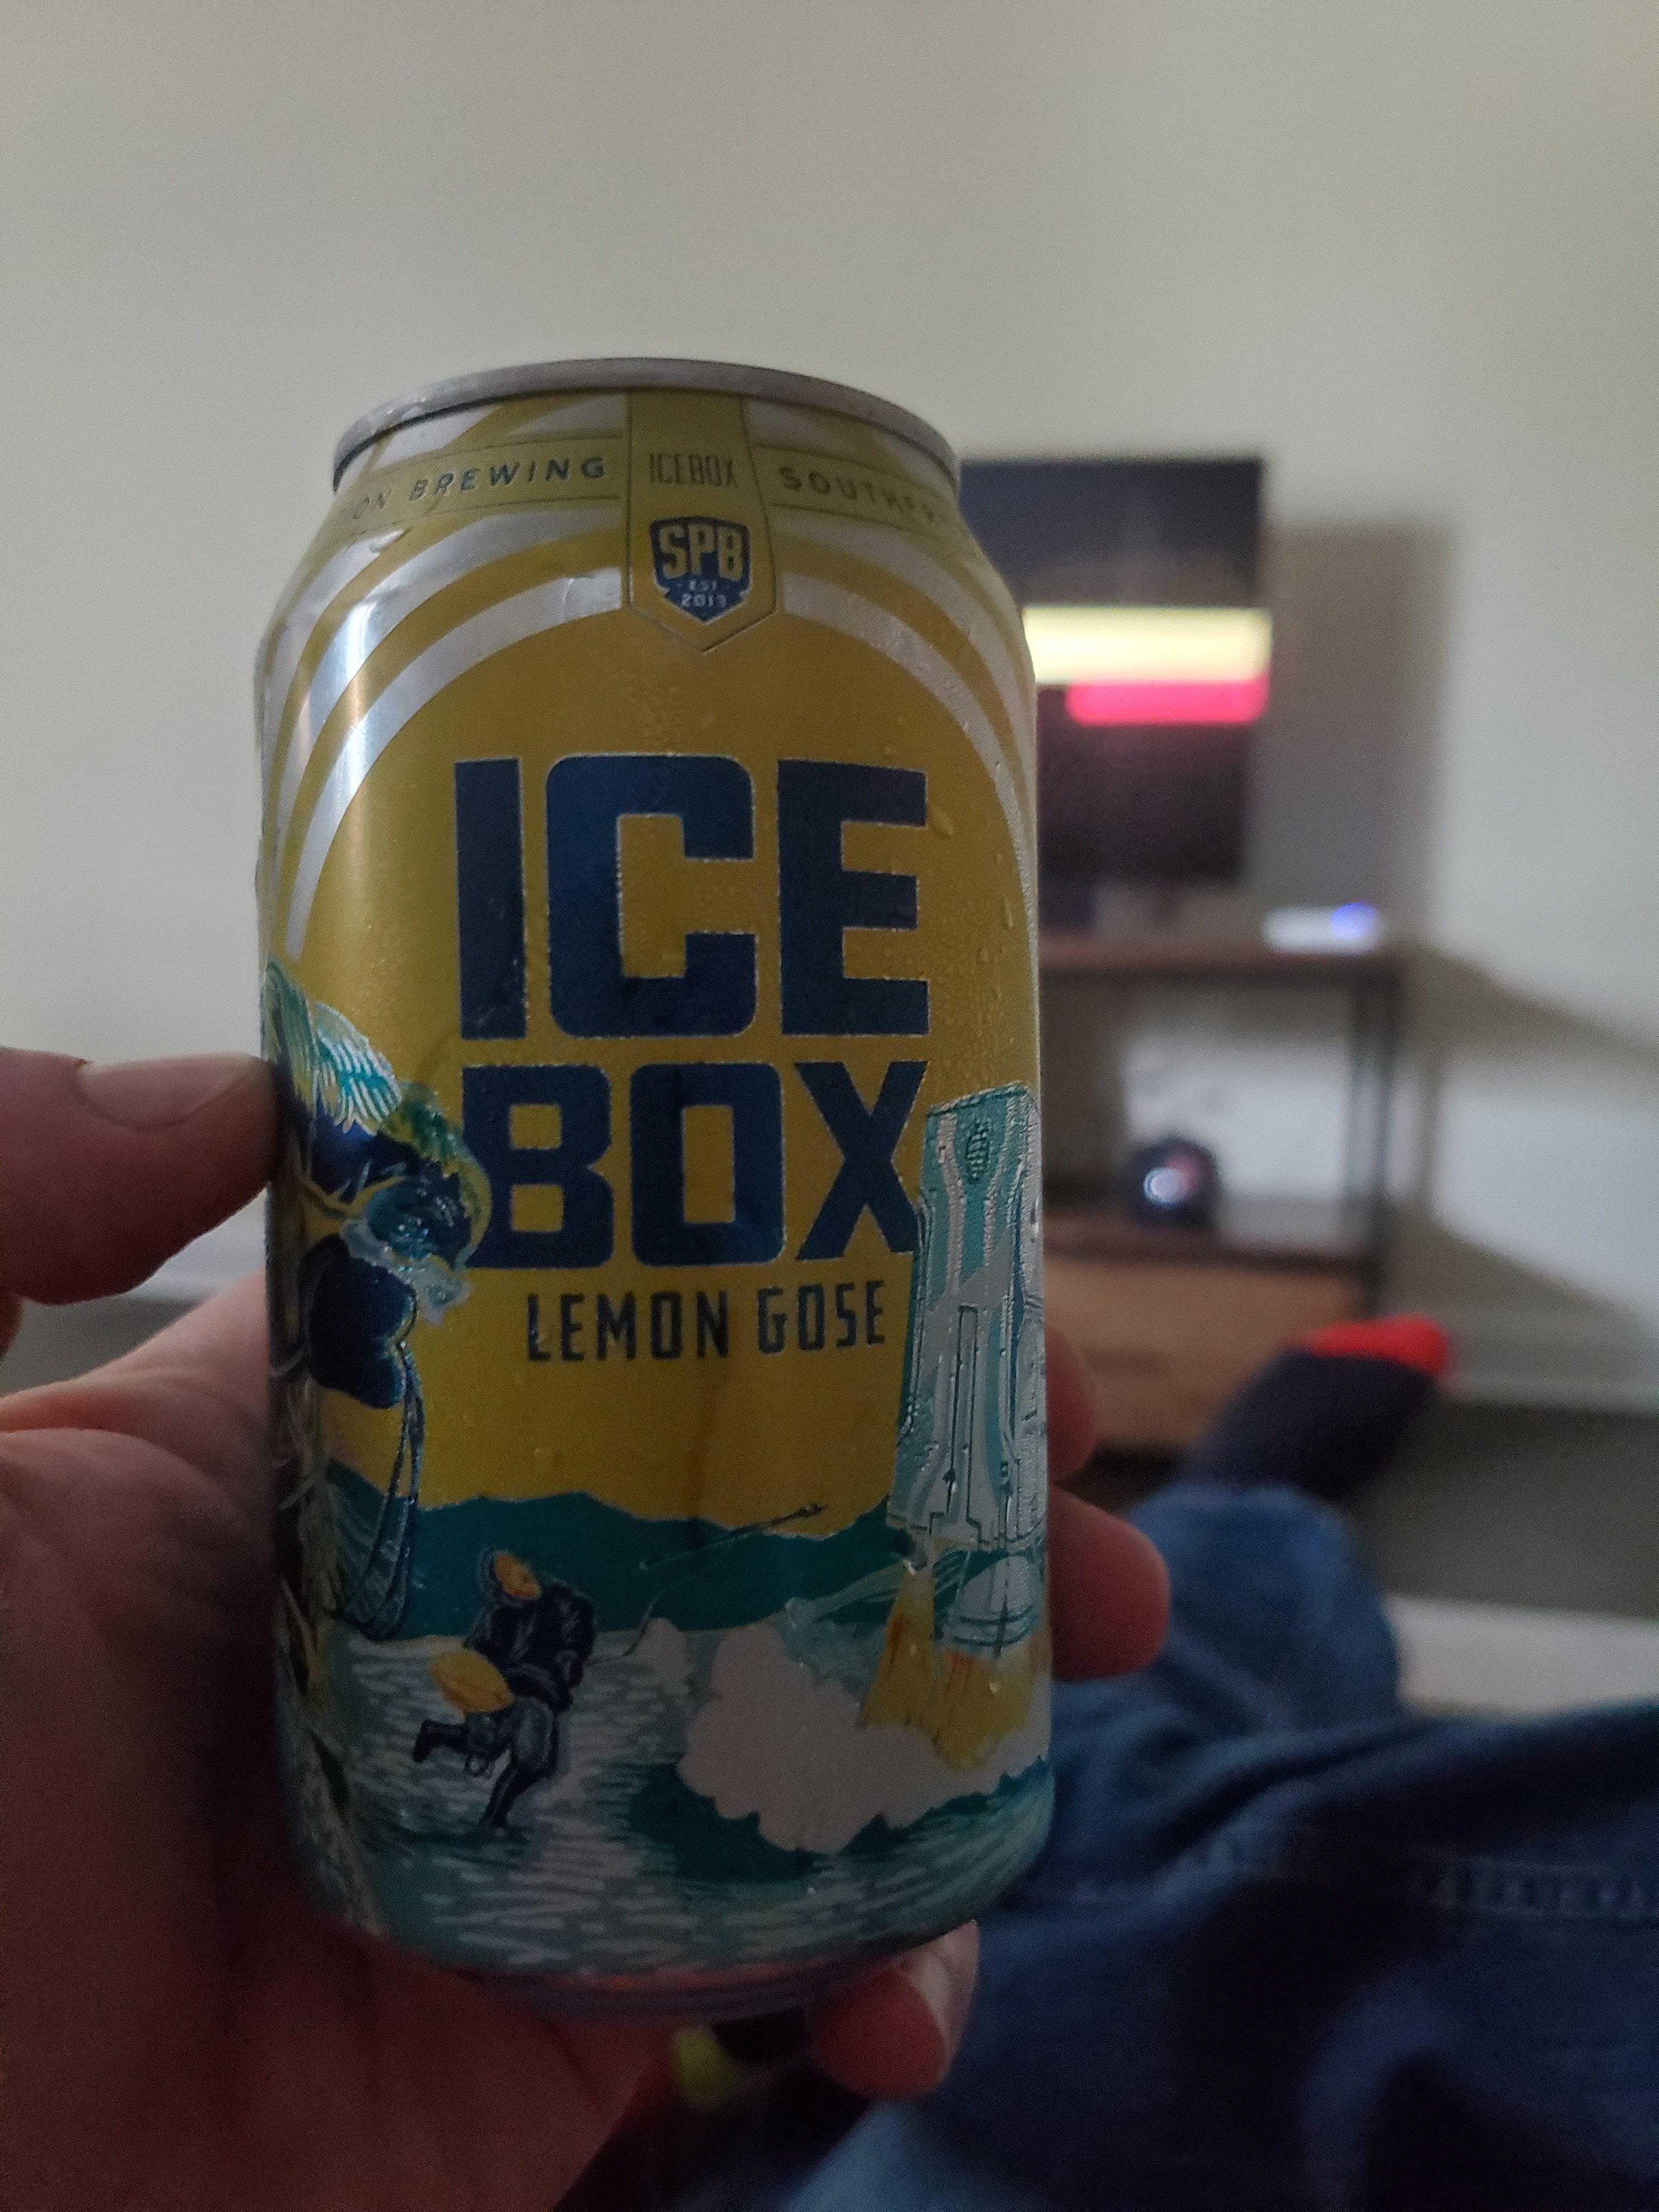 BREWING ICEBOX
SPB
EST
2013
ICE
BOX
LEMON GOSE